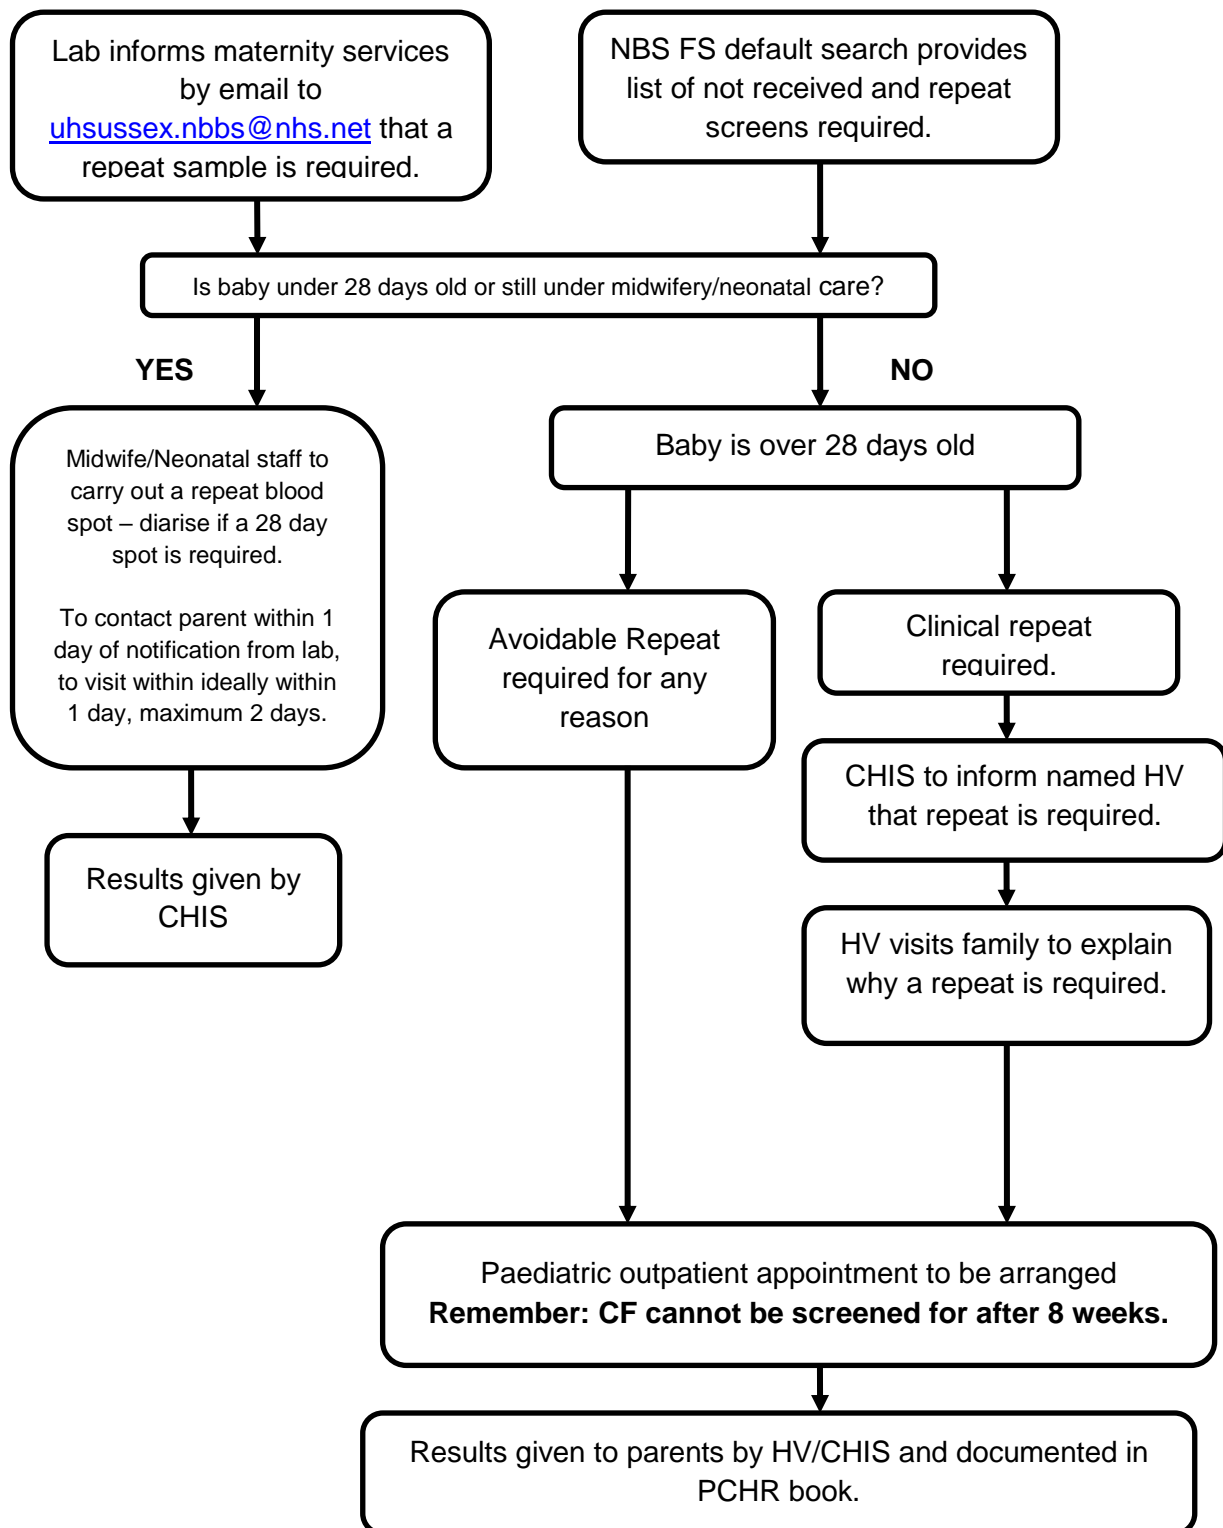 Lab informs maternity services
by email to
uhsussex.nbbs@nhs.net that a
repeat sample is required.
NBS FS default search provides
list of not received and repeat
screens required.
Is baby under 28 days old or still under midwifery/neonatal care?
YES
NO
Midwife/Neonatal staff to
carry out a repeat blood
spot – diarise if a 28 day
spot is required.
To contact parent within 1
day of notification from lab,
to visit within ideally within
1 day, maximum 2 days.
Results given by
CHIS
Baby is over 28 days old
Avoidable Repeat
required for any
reason
Clinical repeat
required.
CHIS to inform named HV
that repeat is required.
HV visits family to explain
why a repeat is required.
Paediatric outpatient appointment to be arranged
Remember: CF cannot be screened for after 8 weeks.
Results given to parents by HV/CHIS and documented in
PCHR book.